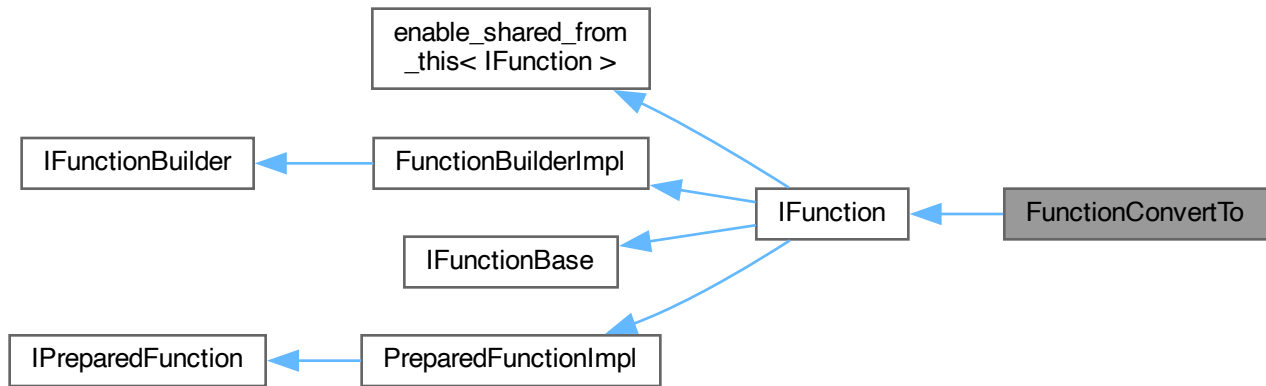 enable_shared_from
_this< IFunction >
IFunctionBuilder
FunctionBuilderImpl
IFunction
FunctionConvertTo
IFunctionBase
IPreparedFunction
PreparedFunctionImpl